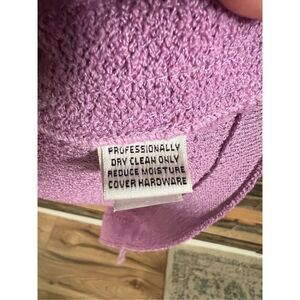 PROFESSIONALLY
DRY CLEAN ONLY
REDUCE MOISTURE
COVER HARDWARE